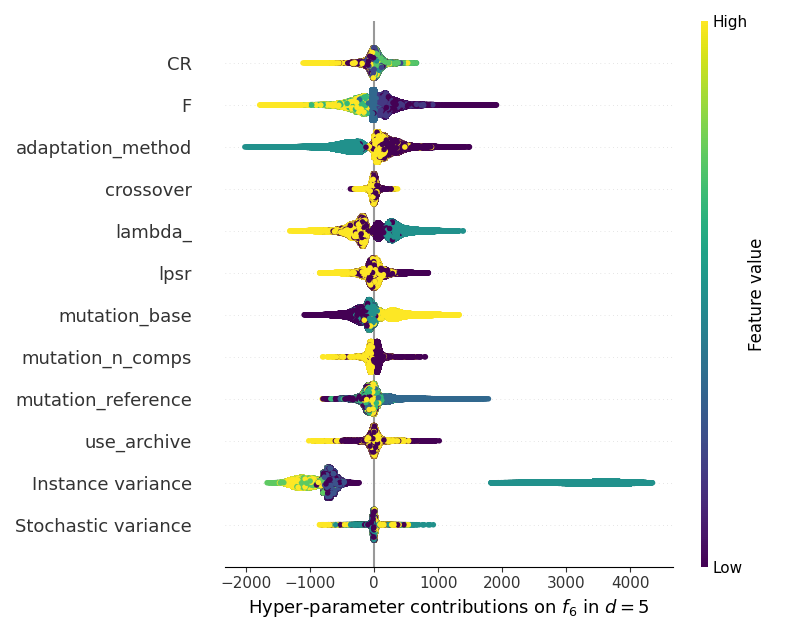 High
CR
F
adaptation_method
crossover
lambda_
lpsr
mutation_base
mutation_n_comps
mutation_reference
use_archive
Instance variance
Stochastic variance
Feature value
Low
−2000 −1000 0 1000 2000 3000 4000
Hyper-parameter contributions on f₆ in d = 5